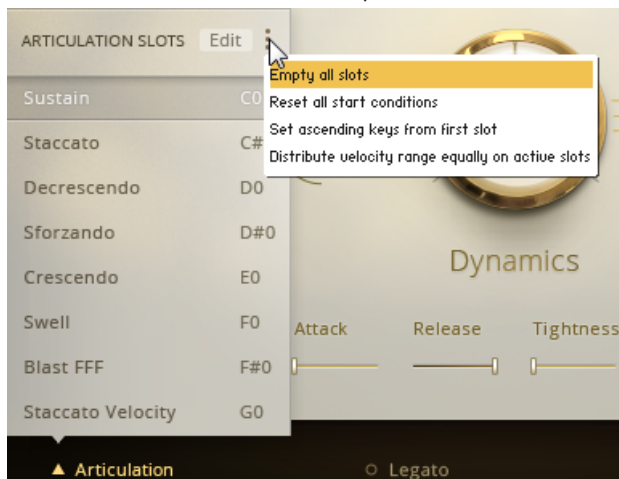 ARTICULATION SLOTS Edit
Empty all slots
Reset all start conditions
Set ascending keys from first slot
Distribute velocity range equally on active slots
Sustain C0
Staccato C#
Decrescendo D0
Sforzando D#0
Crescendo E0
Swell F0
Blast FFF F#0
Staccato Velocity G0
Dynamics
Attack Release Tightness
Articulation Legato